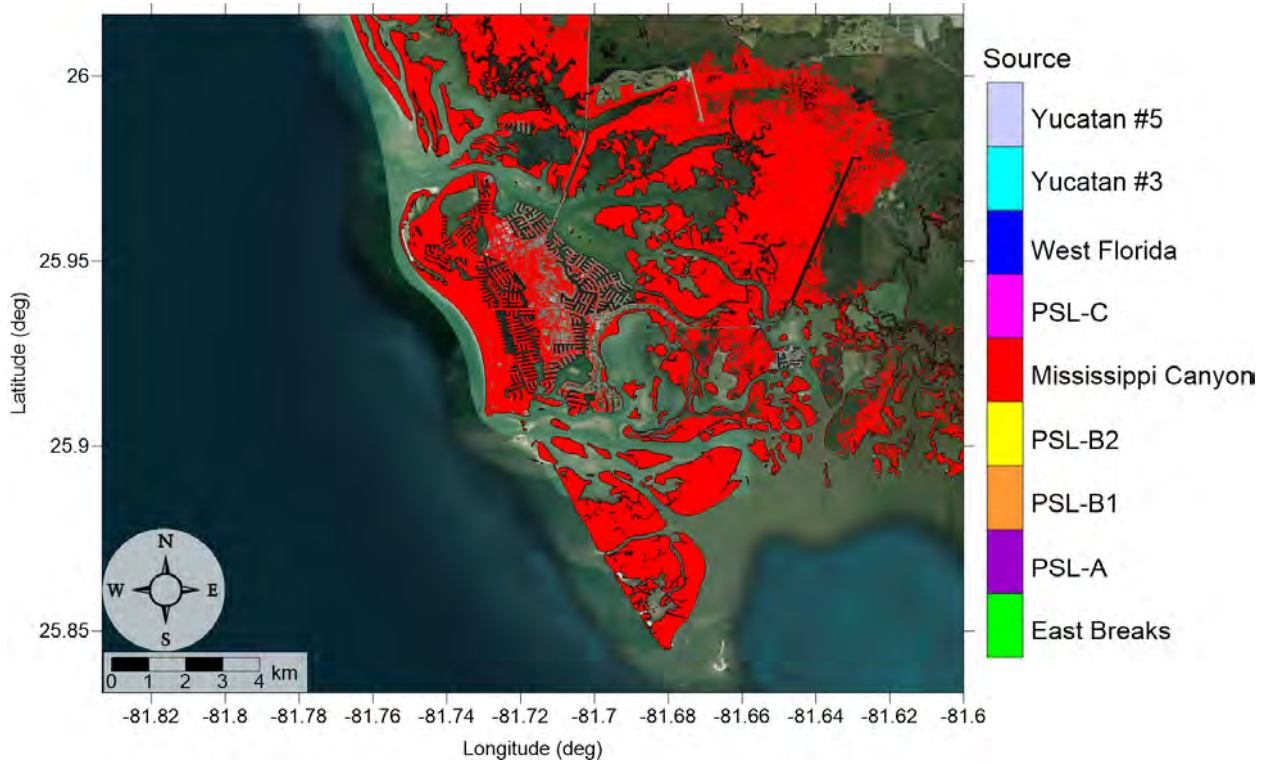 Source
Yucatan #5
Yucatan #3
West Florida
PSL-C
Mississippi Canyon
PSL-B2
PSL-B1
PSL-A
East Breaks
Latitude (deg)
26
25.95
25.9
25.85
N
W E
S
km
0 1 2 3 4
-81.82 -81.8 -81.78 -81.76 -81.74 -81.72 -81.7 -81.68 -81.66 -81.64 -81.62 -81.6
Longitude (deg)